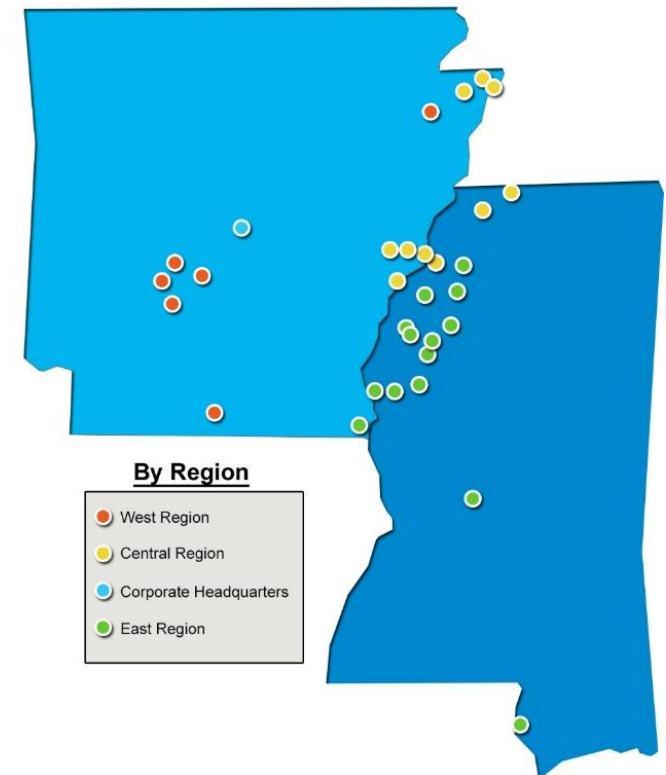 By Region
West Region
Central Region
Corporate Headquarters
East Region